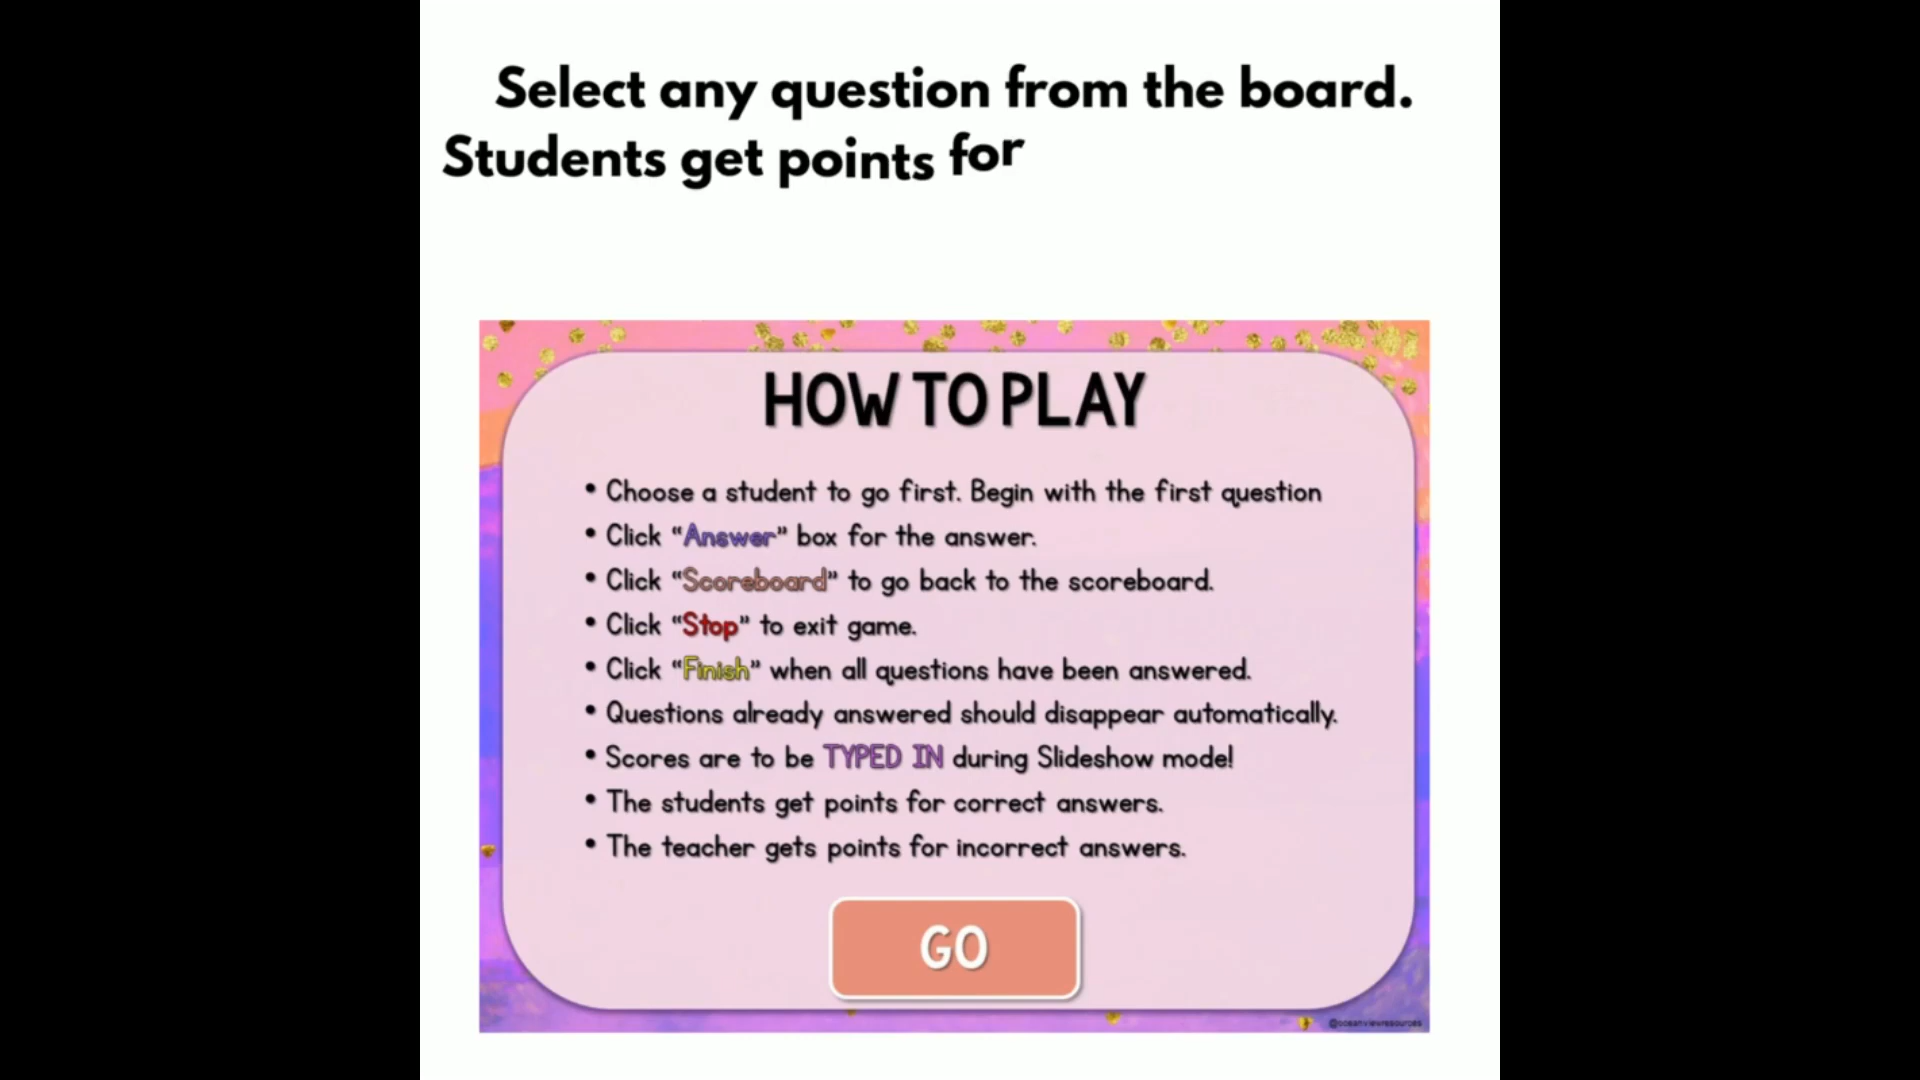 Select any question from the board.
Students get points for
HOW TO PLAY
• Choose a student to go first. Begin with the first question
• Click “Answer” box for the answer.
• Click “Scoreboard” to go back to the scoreboard.
• Click “Stop” to exit game.
• Click “Finish” when all questions have been answered.
• Questions already answered should disappear automatically.
• Scores are to be TYPED IN during Slideshow mode!
• The students get points for correct answers.
• The teacher gets points for incorrect answers.
GO
@oceanviewresources